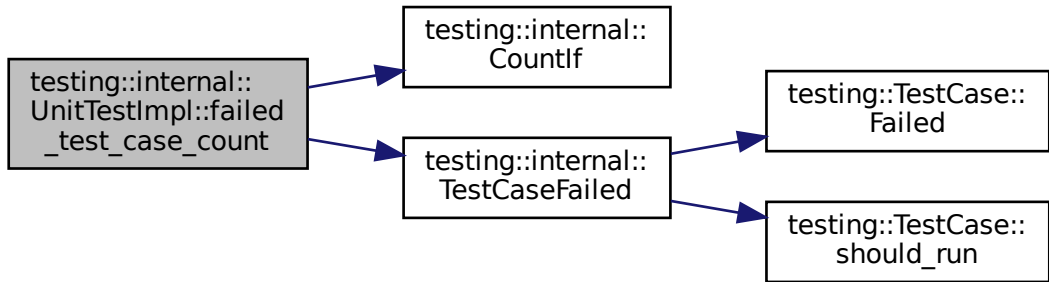 testing::internal::
UnitTestImpl::failed
_test_case_count
testing::internal::
CountIf
testing::internal::
TestCaseFailed
testing::TestCase::
Failed
testing::TestCase::
should_run